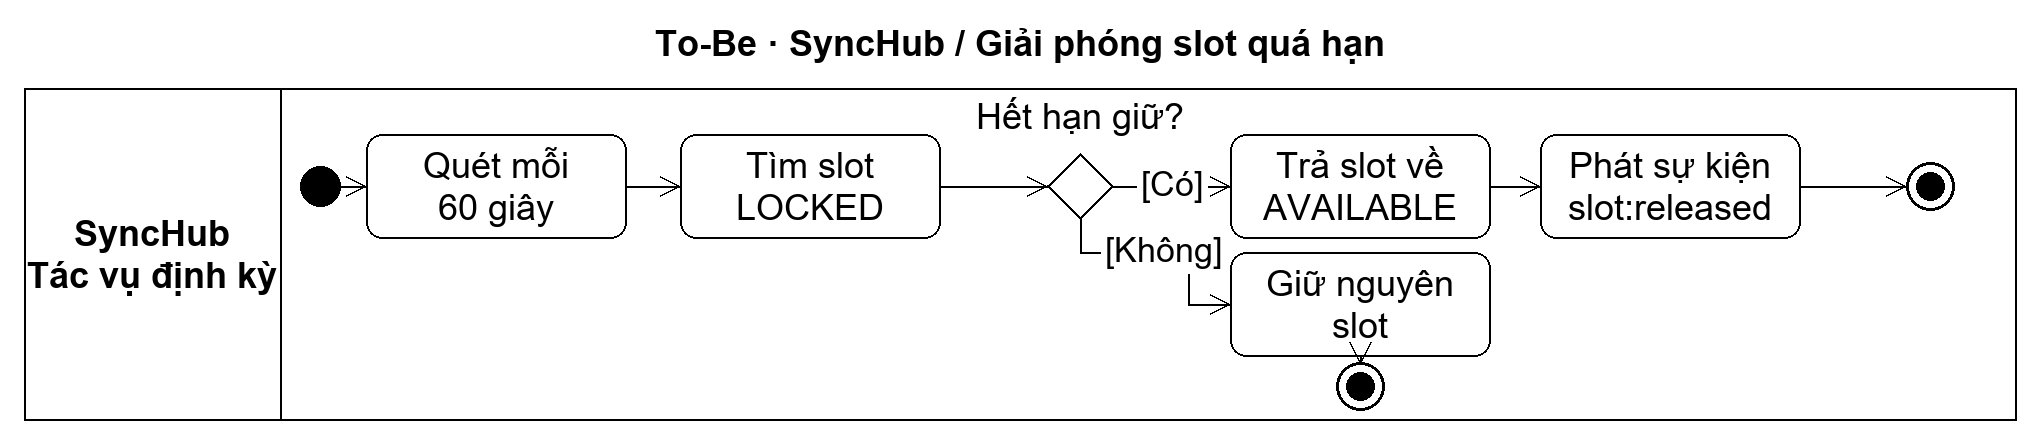 To-Be · SyncHub / Giải phóng slot quá hạn
SyncHub
Tác vụ định kỳ
Quét mỗi
60 giây
Tìm slot
LOCKED
Hết hạn giữ?
[Có]
Trả slot về
AVAILABLE
Phát sự kiện
slot:released
[Không]
Giữ nguyên
slot